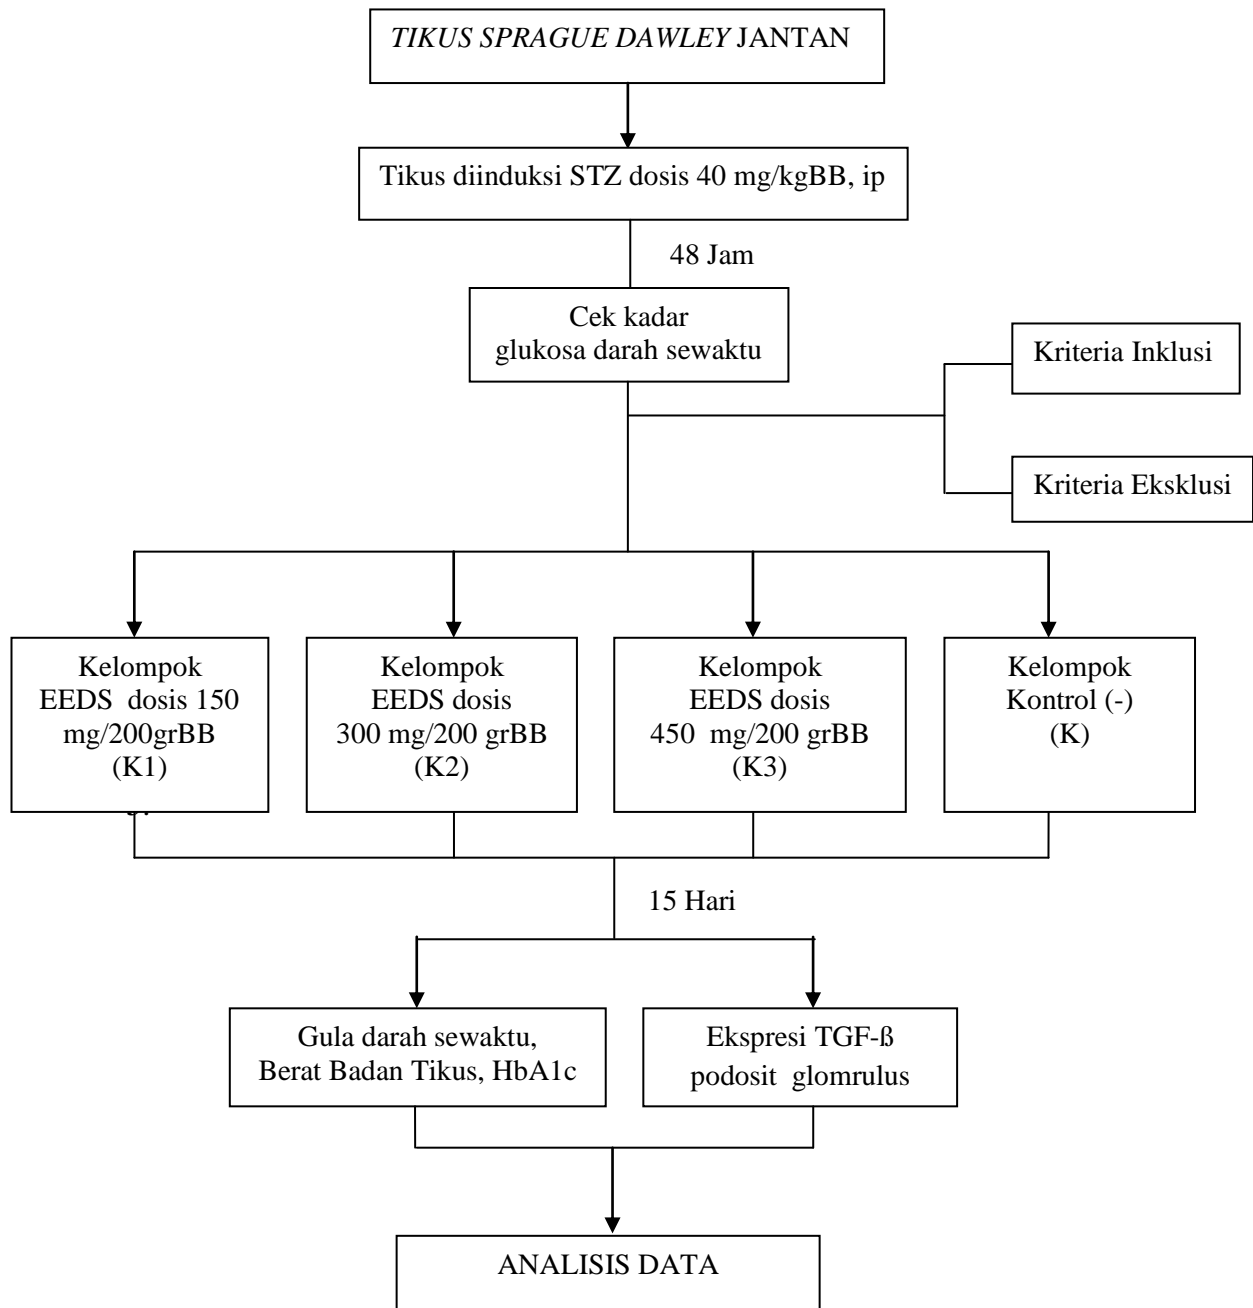 TIKUS SPRAGUE DAWLEY JANTAN
Tikus diinduksi STZ dosis 40 mg/kgBB, ip
48 Jam
Cek kadar
glukosa darah sewaktu
Kriteria Inklusi
Kriteria Eksklusi
Kelompok
EEDS dosis 150
mg/200grBB
(K1)
Kelompok
EEDS dosis
300 mg/200 grBB
(K2)
Kelompok
EEDS dosis
450 mg/200 grBB
(K3)
Kelompok
Kontrol (-)
(K)
15 Hari
Gula darah sewaktu,
Berat Badan Tikus, HbA1c
Ekspresi TGF-ß
podosit glomrulus
ANALISIS DATA